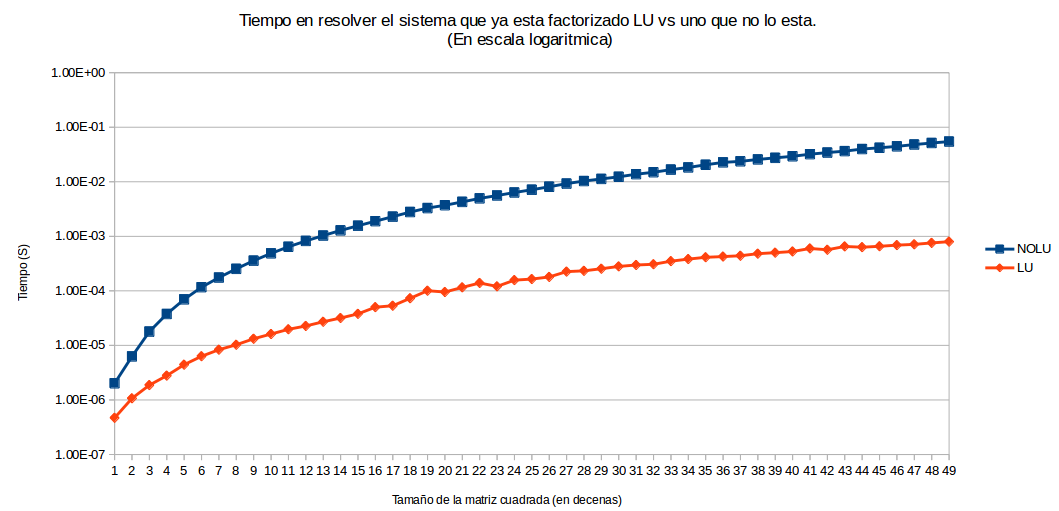 Tiempo en resolver el sistema que ya esta factorizado LU vs uno que no lo esta.
(En escala logaritmica)
1.00E+00
1.00E-01
1.00E-02
1.00E-03
1.00E-04
1.00E-05
1.00E-06
1.00E-07
Tiempo (S)
NOLU
LU
1 2 3 4 5 6 7 8 9 10 11 12 13 14 15 16 17 18 19 20 21 22 23 24 25 26 27 28 29 30 31 32 33 34 35 36 37 38 39 40 41 42 43 44 45 46 47 48 49
Tamaño de la matriz cuadrada (en decenas)